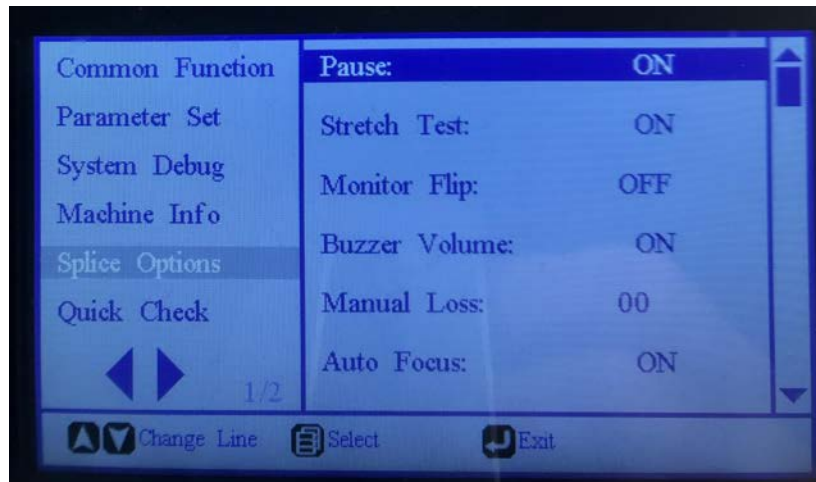 Common Function
Parameter Set
System Debug
Machine Info
Splice Options
Quick Check
1/2
Pause: ON
Stretch Test: ON
Monitor Flip: OFF
Buzzer Volume: ON
Manual Loss: 00
Auto Focus: ON
Change Line Select Exit